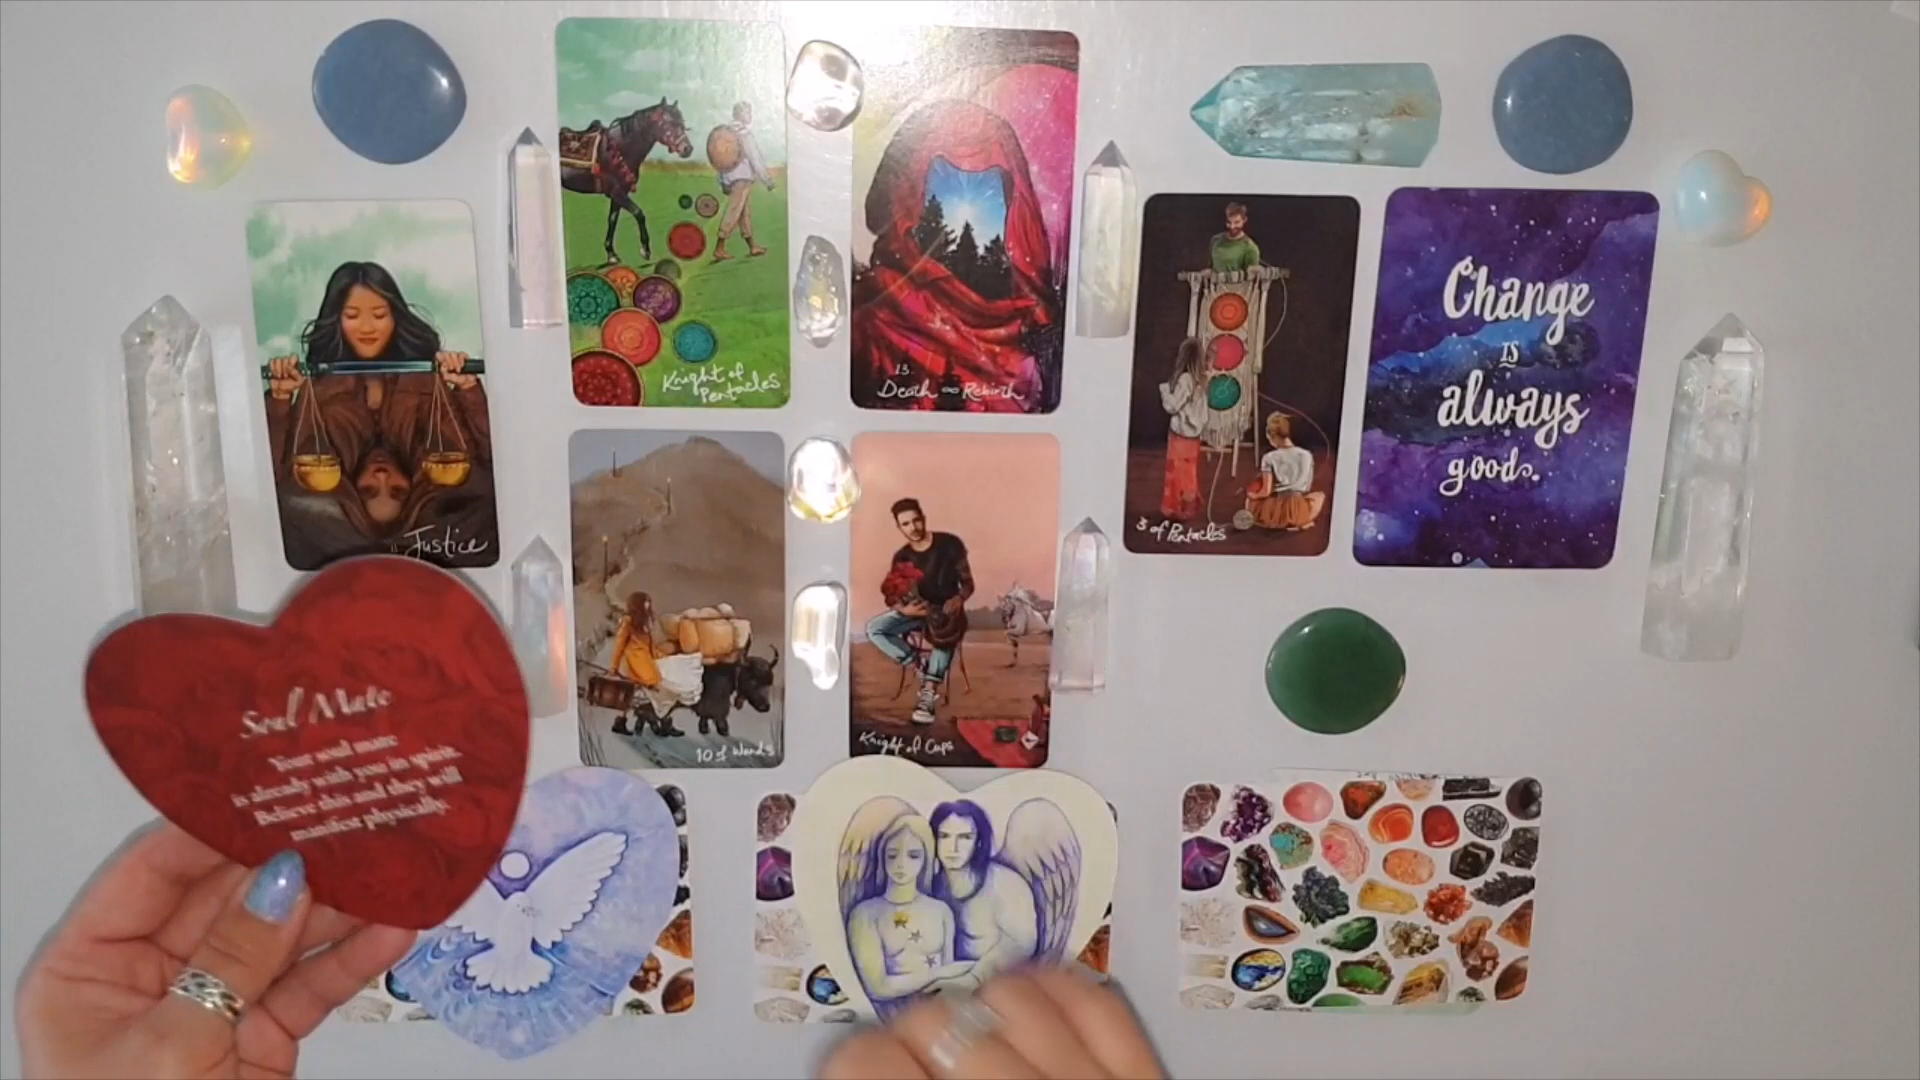 Knight of
Pentacles
13.
Death ∞ Rebirth
11 Justice
3 of Pentacles
Change
is
always
good.
10 of Wands
Knight of Cups
Soul Mate
Your soul mate
is already with you in spirit.
Believe this and they will
manifest physically.